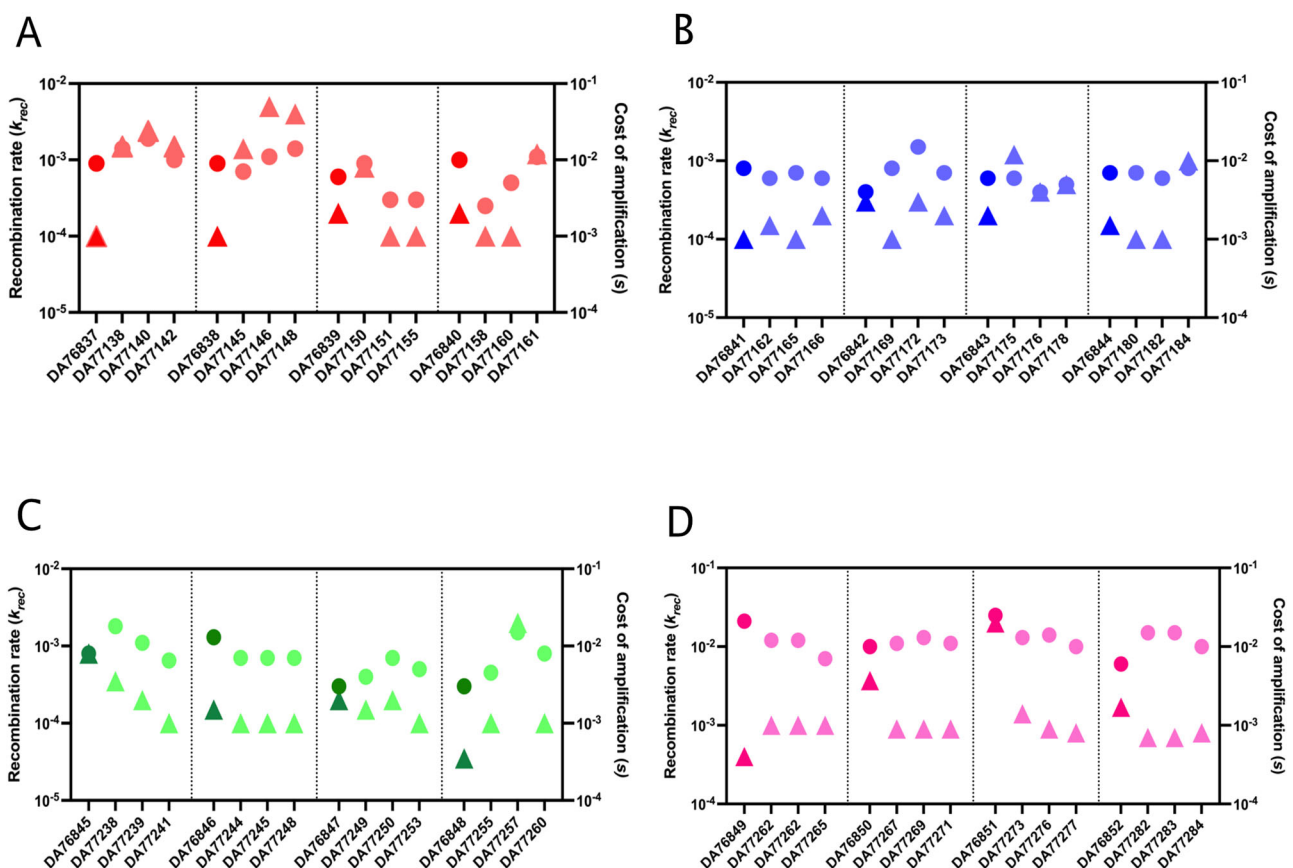 A
Recombination rate (k_rec)
10^-2
10^-3
10^-4
10^-5
10^-1
10^-2
10^-3
10^-4
Cost of amplification (s)
DA76837
DA77138
DA77140
DA77142
DA76838
DA77145
DA77146
DA77148
DA76839
DA77150
DA77151
DA77155
DA76840
DA77158
DA77160
DA77161
B
Recombination rate (k_rec)
10^-2
10^-3
10^-4
10^-5
10^-1
10^-2
10^-3
10^-4
Cost of amplification (s)
DA76841
DA77162
DA77165
DA77166
DA76842
DA77169
DA77172
DA77173
DA76843
DA77175
DA77176
DA77178
DA76844
DA77180
DA77182
DA77184
C
Recombination rate (k_rec)
10^-2
10^-3
10^-4
10^-5
10^-1
10^-2
10^-3
10^-4
Cost of amplification (s)
DA76845
DA77238
DA77239
DA77241
DA76846
DA77244
DA77245
DA77248
DA76847
DA77249
DA77250
DA77253
DA76848
DA77255
DA77257
DA77260
D
Recombination rate (k_rec)
10^-1
10^-2
10^-3
10^-4
10^-1
10^-2
10^-3
10^-4
Cost of amplification (s)
DA76849
DA77262
DA77262
DA77265
DA76850
DA77267
DA77269
DA77271
DA76851
DA77273
DA77276
DA77277
DA76852
DA77282
DA77283
DA77284